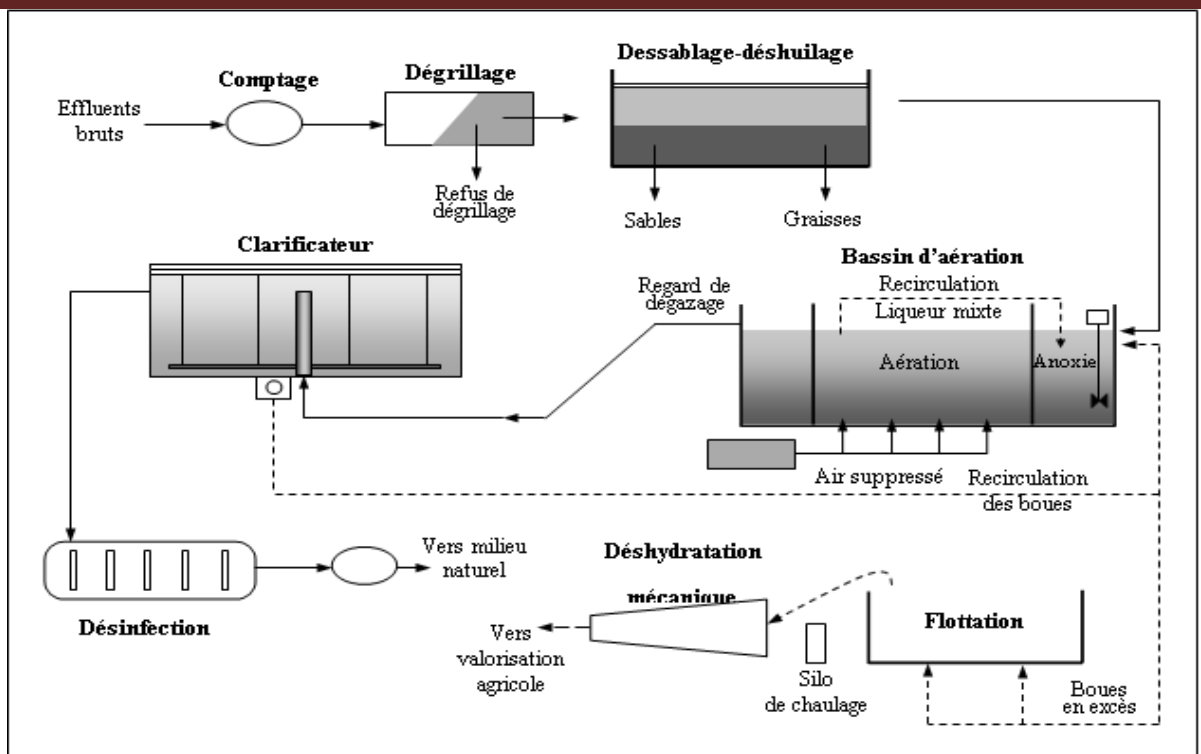 Dessablage-déshuilage
Dégrillage
Comptage
Effluents
bruts
Refus de
dégrillage
Sables
Graisses
Clarificateur
Bassin d'aération
Regard de
dégazage
Recirculation
Liqueur mixte
Aération
Anoxie
Air suppressé
Recirculation
des boues
Vers milieu
naturel
Désinfection
Déshydratation
mécanique
Flottation
Vers
valorisation
agricole
Silo
de chaulage
Boues
en excès